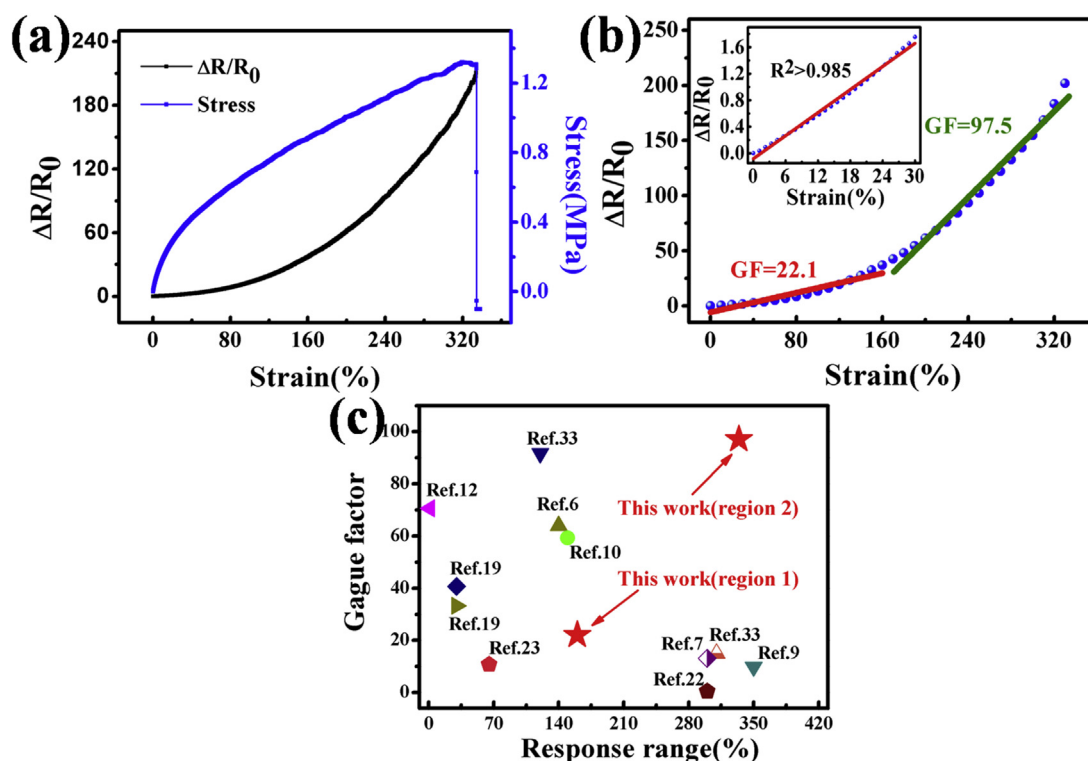 (a)
240
180
120
60
0
ΔR/R0
ΔR/R0
Stress
1.2
0.8
0.4
0.0
Stress(MPa)
0 80 160 240 320
Strain(%)
(b)
200
150
100
50
0
ΔR/R0
1.6
1.2
0.8
0.4
0.0
ΔR/R0
R2>0.985
0 6 12 18 24 30
Strain(%)
GF=97.5
GF=22.1
0 80 160 240 320
Strain(%)
(c)
100
80
60
40
20
0
Gague factor
Ref.33
Ref.12
Ref.6
This work(region 2)
Ref.10
Ref.19
This work(region 1)
Ref.19
Ref.23
Ref.7
Ref.33
Ref.9
Ref.22
0 70 140 210 280 350 420
Response range(%)